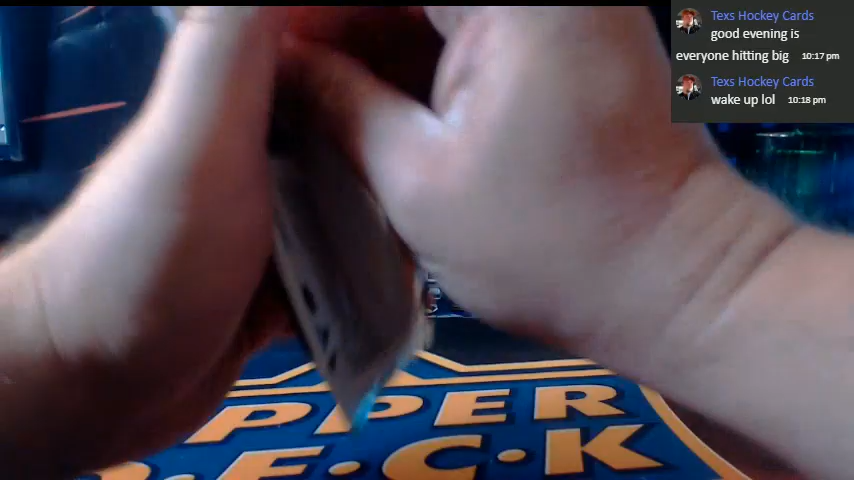 Texs Hockey Cards
good evening is
everyone hitting big 10:17 pm
Texs Hockey Cards
wake up lol 10:18 pm
PPER
D•E•C•K